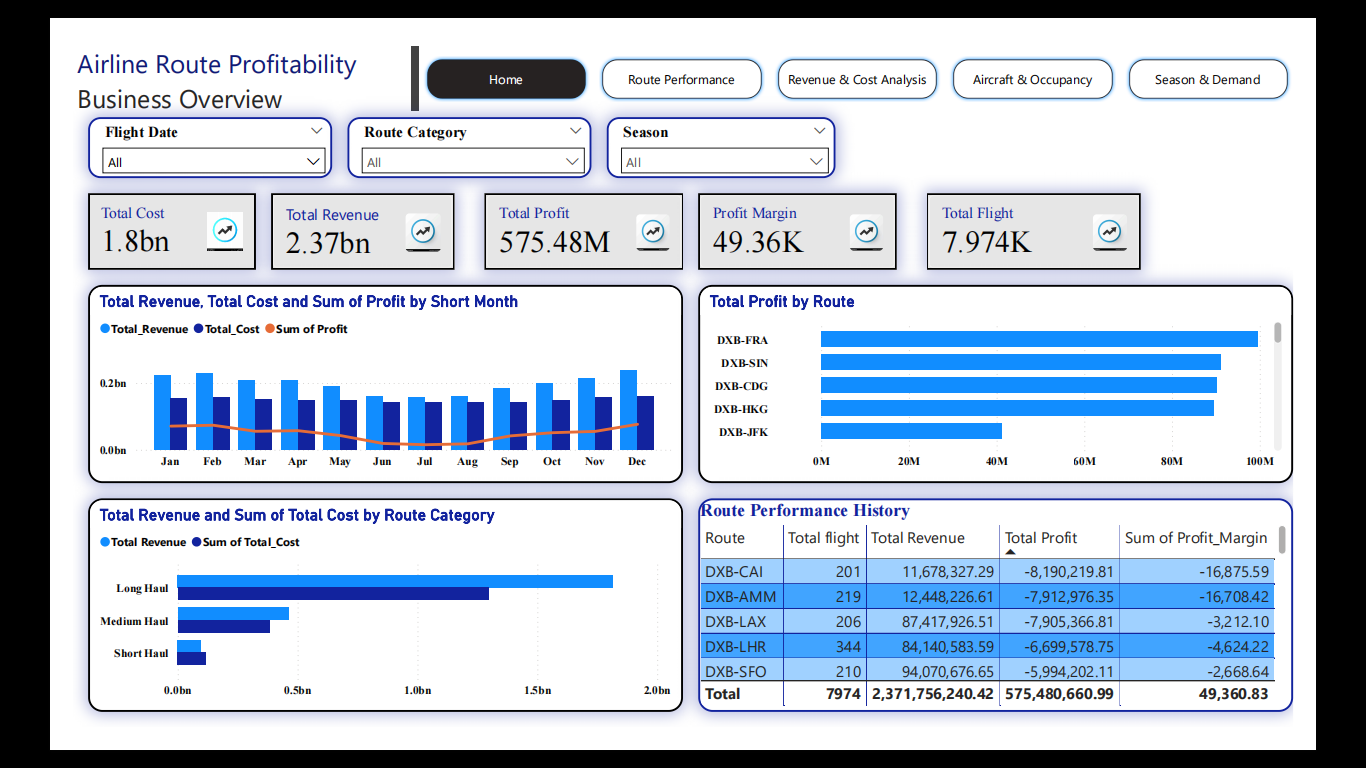 Airline Route Profitability
Business Overview
Home
Route Performance
Revenue & Cost Analysis
Aircraft & Occupancy
Season & Demand
Flight Date
All
Route Category
All
Season
All
Total Cost
1.8bn
Total Revenue
2.37bn
Total Profit
575.48M
Profit Margin
49.36K
Total Flight
7.974K
Total Revenue, Total Cost and Sum of Profit by Short Month
Total_Revenue Total_Cost Sum of Profit
0.2bn
0.0bn
Jan Feb Mar Apr May Jun Jul Aug Sep Oct Nov Dec
Total Profit by Route
DXB-FRA
DXB-SIN
DXB-CDG
DXB-HKG
DXB-JFK
0M 20M 40M 60M 80M 100M
Total Revenue and Sum of Total Cost by Route Category
Total Revenue Sum of Total_Cost
Long Haul
Medium Haul
Short Haul
0.0bn 0.5bn 1.0bn 1.5bn 2.0bn
Route Performance History
Route Total flight Total Revenue Total Profit Sum of Profit_Margin
DXB-CAI 201 11,678,327.29 -8,190,219.81 -16,875.59
DXB-AMM 219 12,448,226.61 -7,912,976.35 -16,708.42
DXB-LAX 206 87,417,926.51 -7,905,366.81 -3,212.10
DXB-LHR 344 84,140,583.59 -6,699,578.75 -4,624.22
DXB-SFO 210 94,070,676.65 -5,994,202.11 -2,668.64
Total 7974 2,371,756,240.42 575,480,660.99 49,360.83